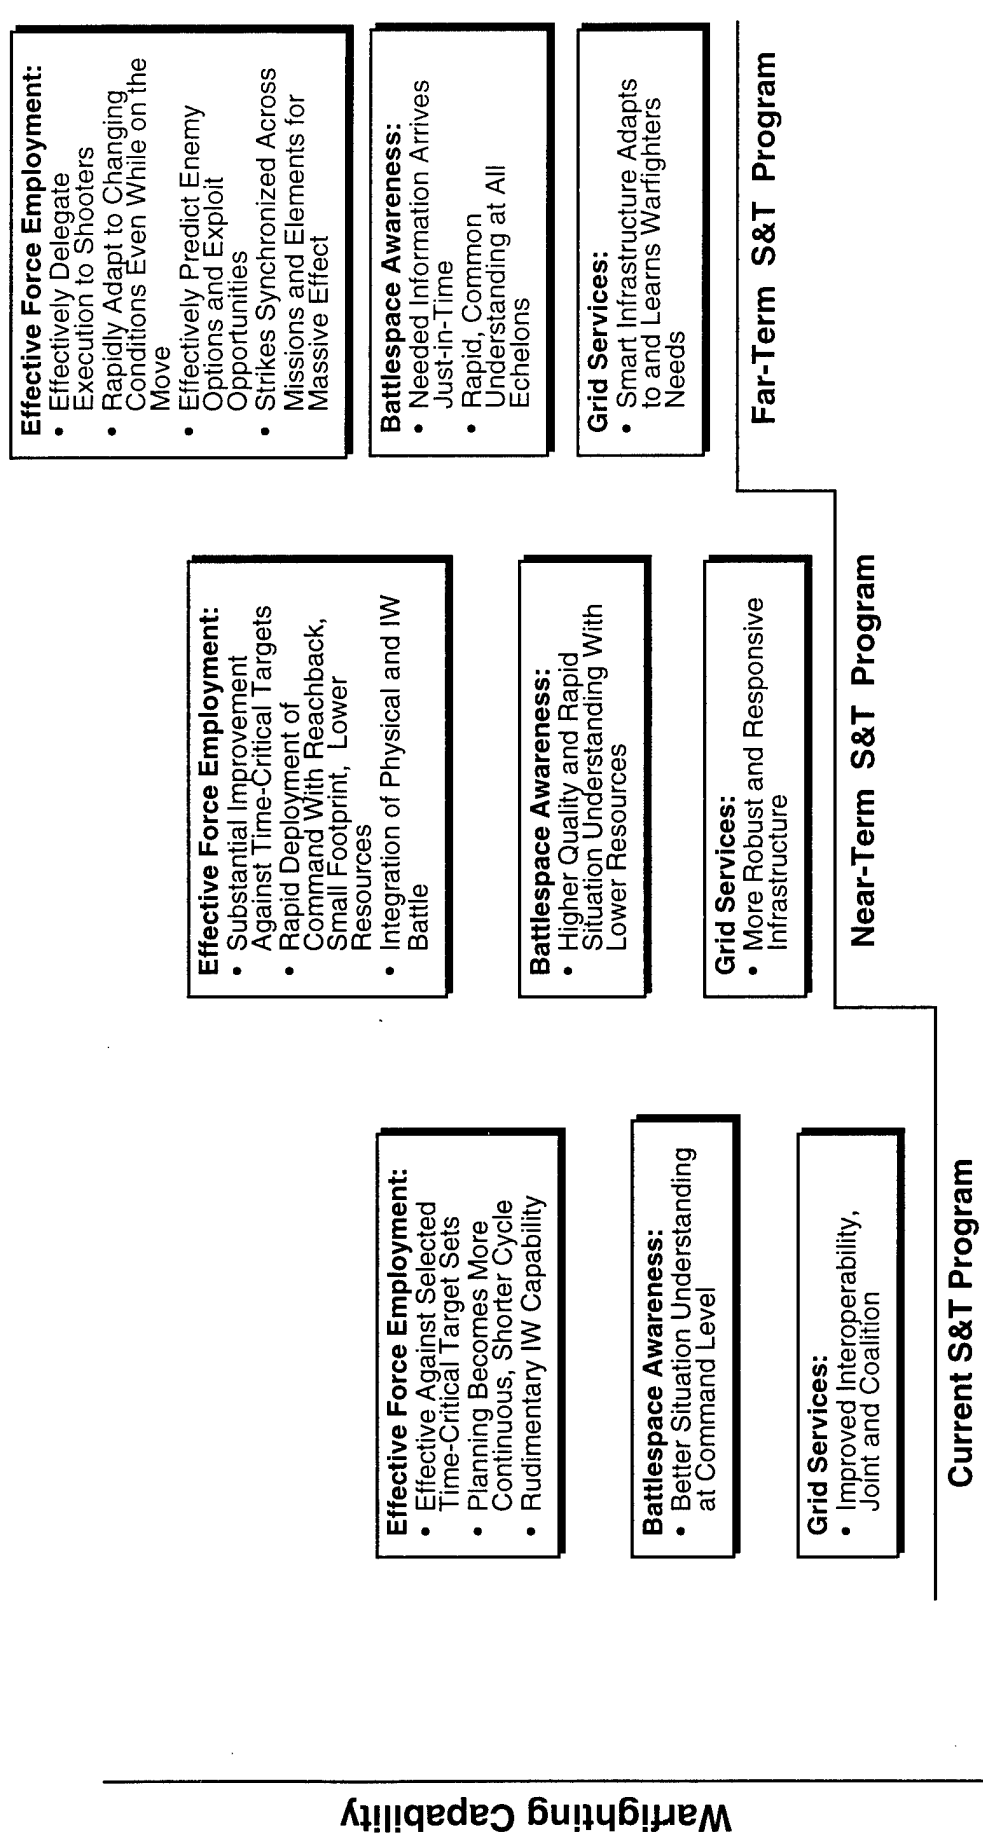 Warfighting Capability
Effective Force Employment:
• Effective Against Selected
Time-Critical Target Sets
• Planning Becomes More
Continuous, Shorter Cycle
• Rudimentary IW Capability
Battlespace Awareness:
• Better Situation Understanding
at Command Level
Grid Services:
• Improved Interoperability,
Joint and Coalition
Current S&T Program
Effective Force Employment:
• Substantial Improvement
Against Time-Critical Targets
• Rapid Deployment of
Command With Reachback,
Small Footprint, Lower
Resources
• Integration of Physical and IW
Battle
Battlespace Awareness:
• Higher Quality and Rapid
Situation Understanding With
Lower Resources
Grid Services:
• More Robust and Responsive
Infrastructure
Near-Term S&T Program
Effective Force Employment:
• Effectively Delegate
Execution to Shooters
• Rapidly Adapt to Changing
Conditions Even While on the
Move
• Effectively Predict Enemy
Options and Exploit
Opportunities
• Strikes Synchronized Across
Missions and Elements for
Massive Effect
Battlespace Awareness:
• Needed Information Arrives
Just-in-Time
• Rapid, Common
Understanding at All
Echelons
Grid Services:
• Smart Infrastructure Adapts
to and Learns Warfighters
Needs
Far-Term S&T Program